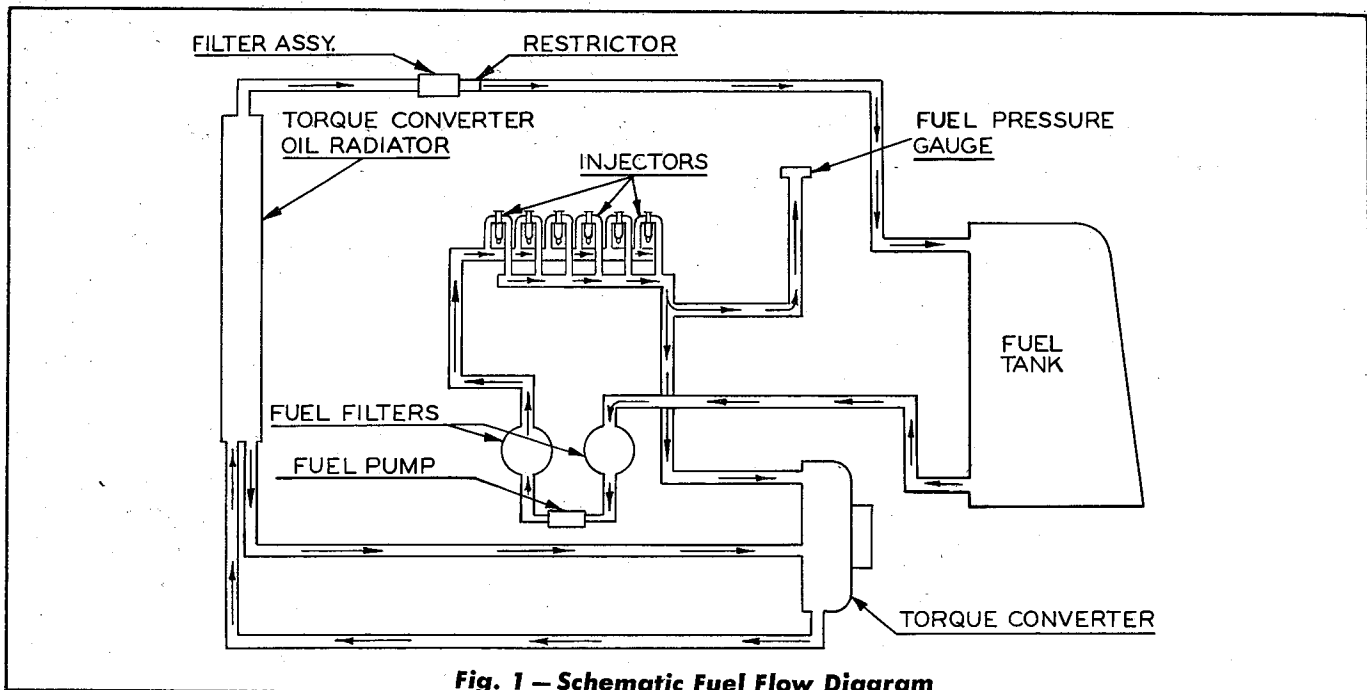 FILTER ASSY.
RESTRICTOR
TORQUE CONVERTER
OIL RADIATOR
FUEL PRESSURE
GAUGE
INJECTORS
FUEL
TANK
FUEL FILTERS
FUEL PUMP
TORQUE CONVERTER
Fig. 1 — Schematic Fuel Flow Diagram